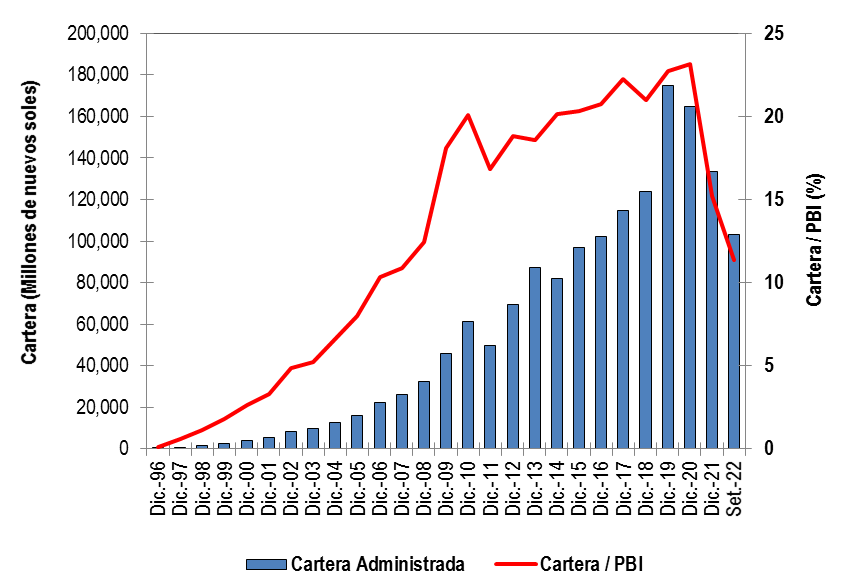 Cartera (Millones de nuevos soles)
200,000
180,000
160,000
140,000
120,000
100,000
80,000
60,000
40,000
20,000
0
25
20
15
10
5
0
Cartera / PBI (%)
Dic.-96
Dic.-97
Dic.-98
Dic.-99
Dic.-00
Dic.-01
Dic.-02
Dic.-03
Dic.-04
Dic.-05
Dic.-06
Dic.-07
Dic.-08
Dic.-09
Dic.-10
Dic.-11
Dic.-12
Dic.-13
Dic.-14
Dic.-15
Dic.-16
Dic.-17
Dic.-18
Dic.-19
Dic.-20
Dic.-21
Set.-22
Cartera Administrada
Cartera / PBI